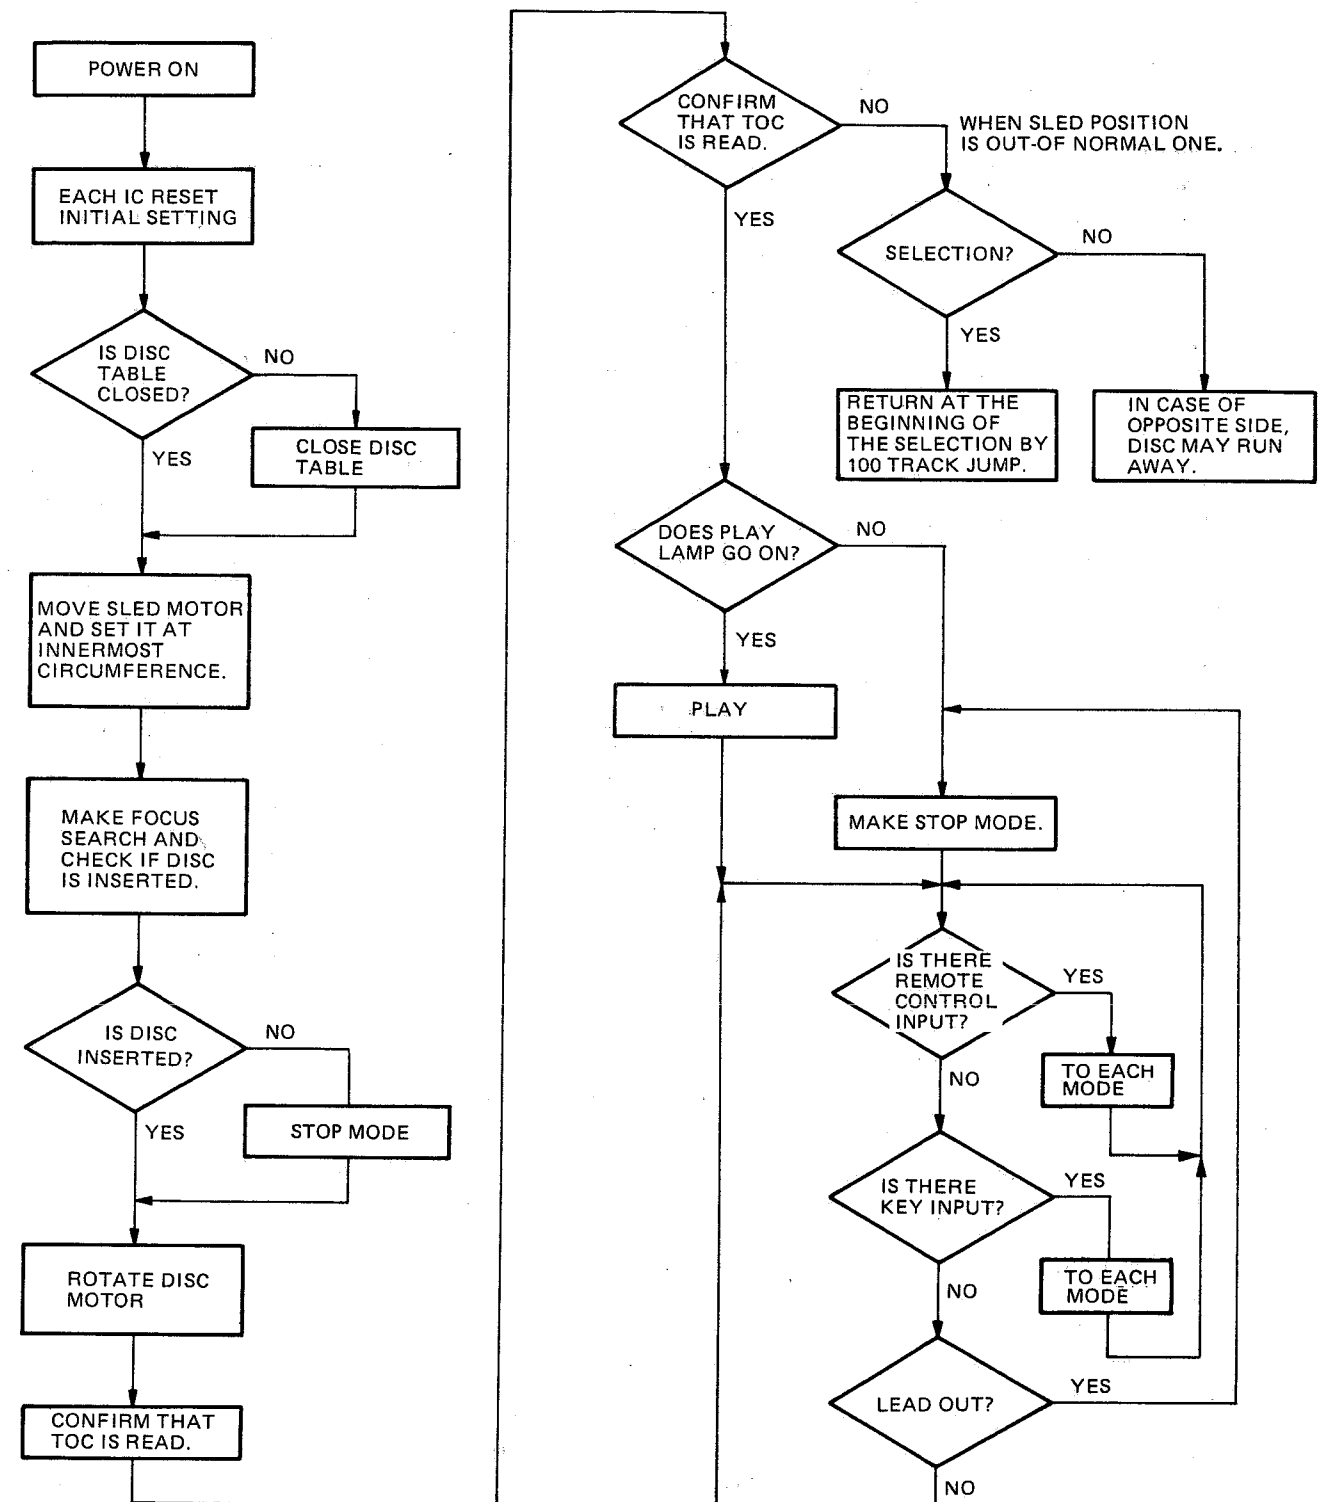 POWER ON
EACH IC RESET
INITIAL SETTING
IS DISC
TABLE
CLOSED?
NO
YES
CLOSE DISC
TABLE
MOVE SLED MOTOR
AND SET IT AT
INNERMOST
CIRCUMFERENCE.
MAKE FOCUS
SEARCH AND
CHECK IF DISC
IS INSERTED.
IS DISC
INSERTED?
NO
YES
STOP MODE
ROTATE DISC
MOTOR
CONFIRM THAT
TOC IS READ.
CONFIRM
THAT TOC
IS READ.
NO
YES
WHEN SLED POSITION
IS OUT-OF NORMAL ONE.
SELECTION?
NO
YES
RETURN AT THE
BEGINNING OF
THE SELECTION BY
100 TRACK JUMP.
IN CASE OF
OPPOSITE SIDE,
DISC MAY RUN
AWAY.
DOES PLAY
LAMP GO ON?
NO
YES
PLAY
MAKE STOP MODE.
IS THERE
REMOTE
CONTROL
INPUT?
YES
NO
TO EACH
MODE
IS THERE
KEY INPUT?
YES
NO
TO EACH
MODE
LEAD OUT?
YES
NO